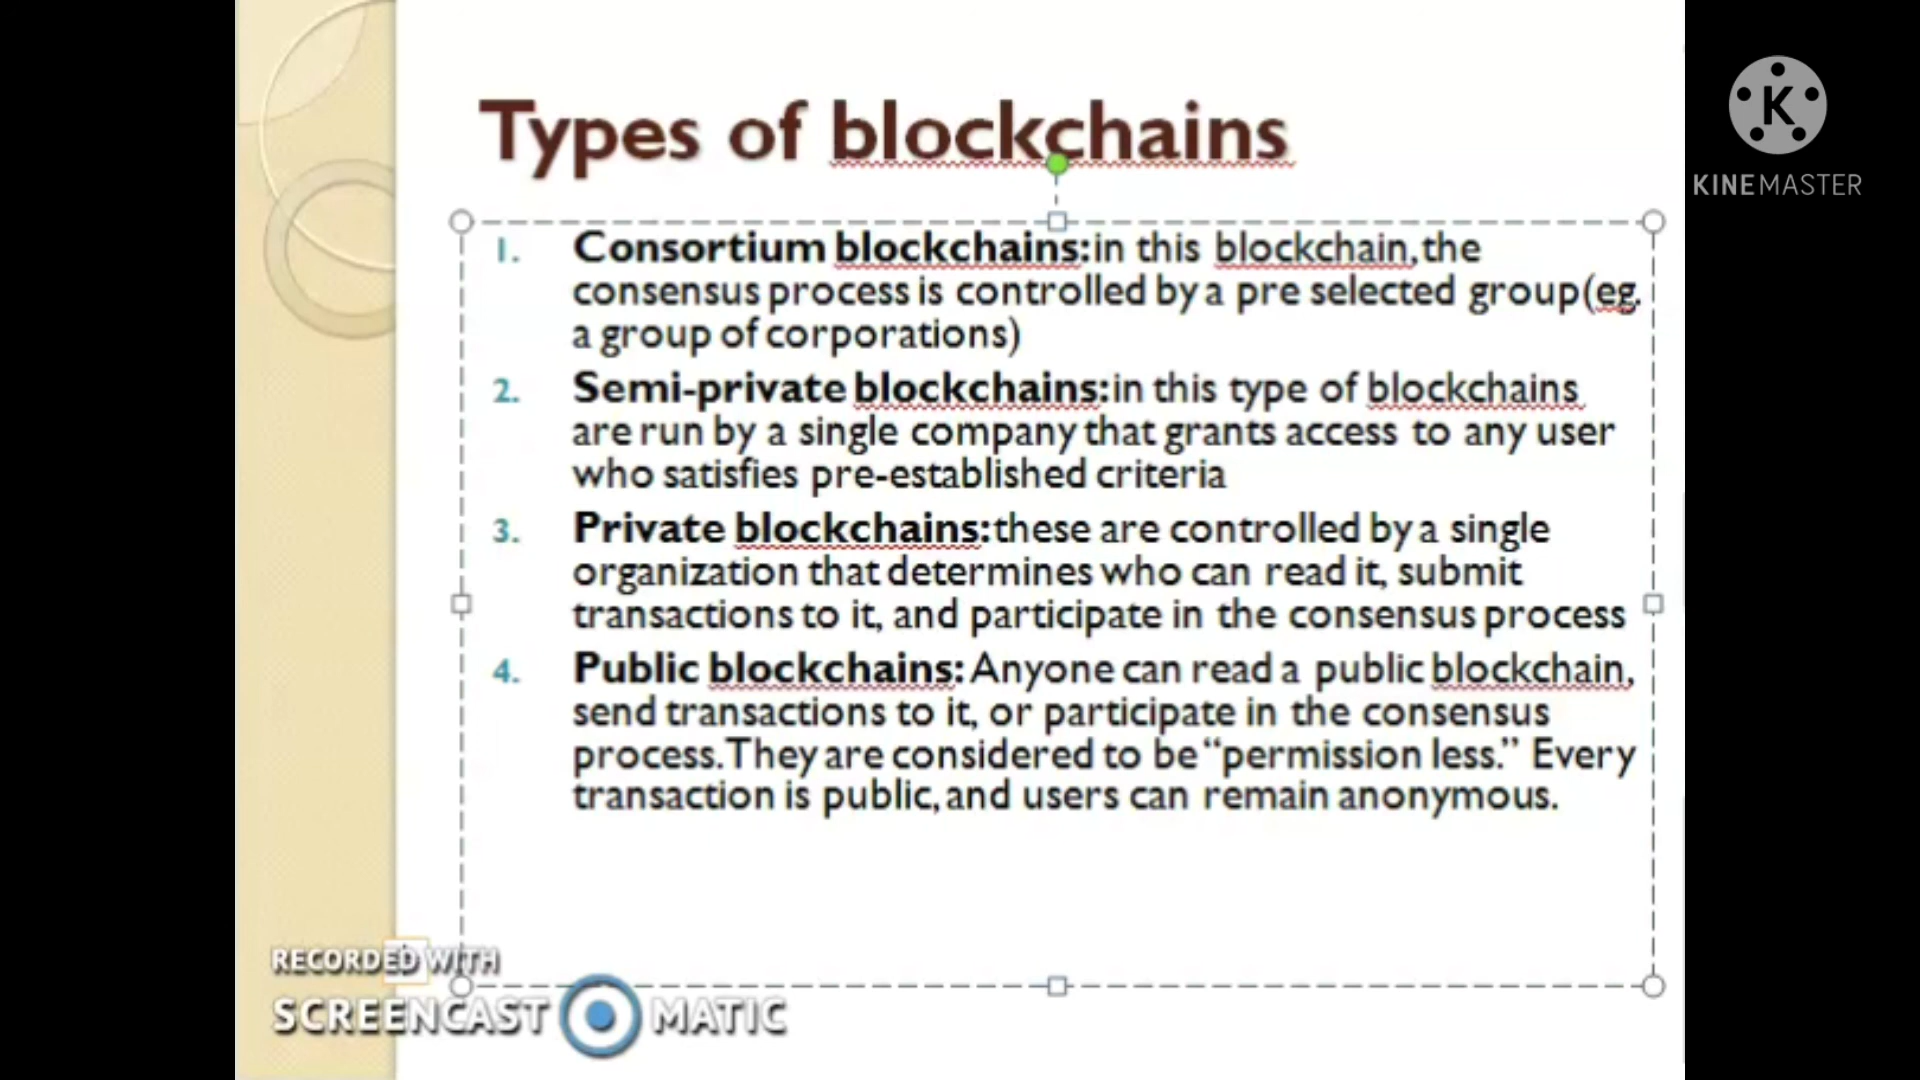 Types of blockchains
KINEMASTER
1. Consortium blockchains:in this blockchain,the
consensus process is controlled by a pre selected group(eg.
a group of corporations)
2. Semi-private blockchains:in this type of blockchains
are run by a single company that grants access to any user
who satisfies pre-established criteria
3. Private blockchains:these are controlled by a single
organization that determines who can read it, submit
transactions to it, and participate in the consensus process
4. Public blockchains: Anyone can read a public blockchain,
send transactions to it, or participate in the consensus
process.They are considered to be “permission less.” Every
transaction is public,and users can remain anonymous.
RECORDED WITH
SCREENCAST MATIC